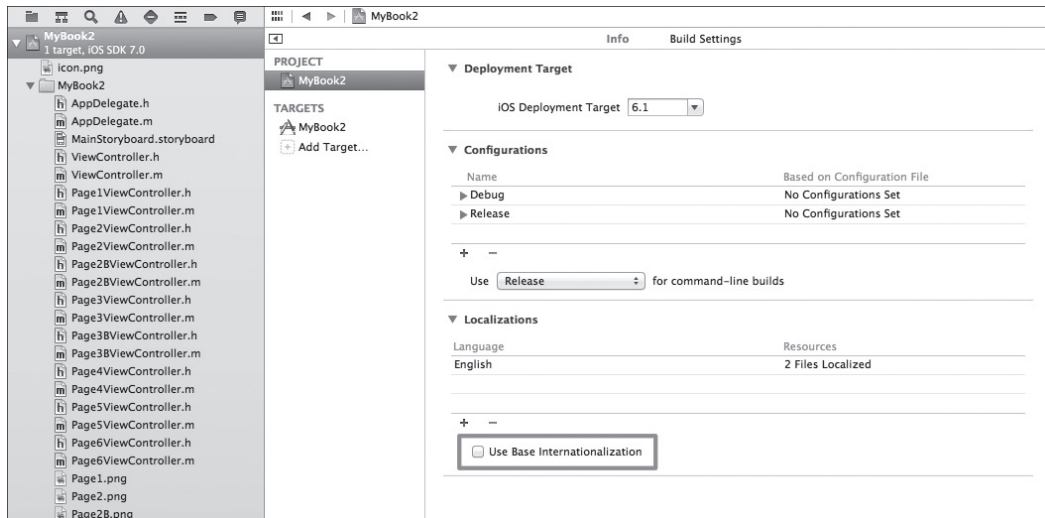 MyBook2
1 target, iOS SDK 7.0
icon.png
MyBook2
AppDelegate.h
AppDelegate.m
MainStoryboard.storyboard
ViewController.h
ViewController.m
Page1ViewController.h
Page1ViewController.m
Page2ViewController.h
Page2ViewController.m
Page2BViewController.h
Page2BViewController.m
Page3ViewController.h
Page3ViewController.m
Page3BViewController.h
Page3BViewController.m
Page4ViewController.h
Page4ViewController.m
Page5ViewController.h
Page5ViewController.m
Page6ViewController.h
Page6ViewController.m
Page1.png
Page2.png
Page2B.png
MyBook2
Info Build Settings
PROJECT
MyBook2
TARGETS
MyBook2
Add Target...
Deployment Target
iOS Deployment Target 6.1
Configurations
Name Based on Configuration File
Debug No Configurations Set
Release No Configurations Set
+ −
Use Release for command-line builds
Localizations
Language Resources
English 2 Files Localized
+ −
Use Base Internationalization